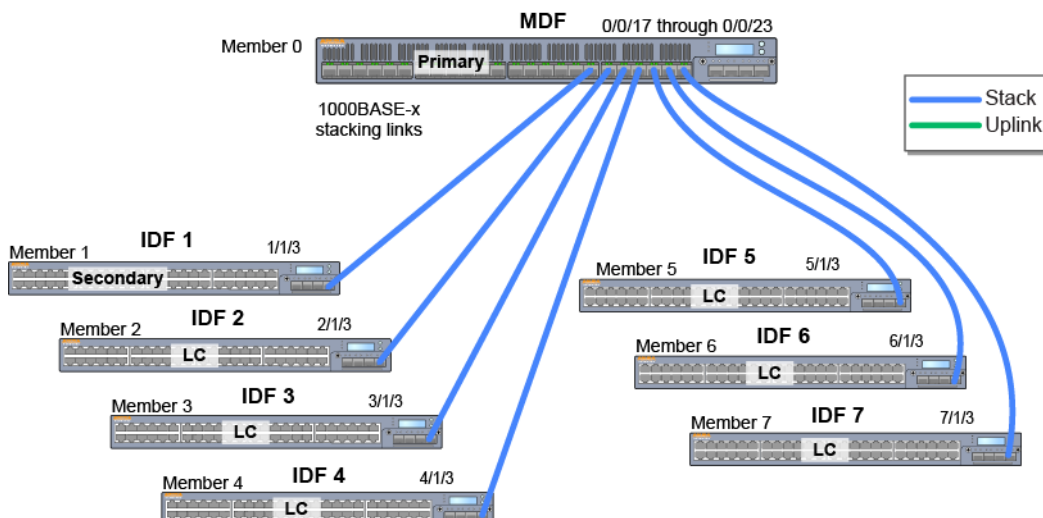 MDF
0/0/17 through 0/0/23
Member 0
Primary
1000BASE-x
stacking links
Stack
Uplink
IDF 1
Member 1
1/1/3
Secondary
IDF 2
Member 2
2/1/3
LC
IDF 3
Member 3
3/1/3
LC
IDF 4
Member 4
4/1/3
LC
IDF 5
Member 5
5/1/3
LC
IDF 6
Member 6
6/1/3
LC
IDF 7
Member 7
7/1/3
LC